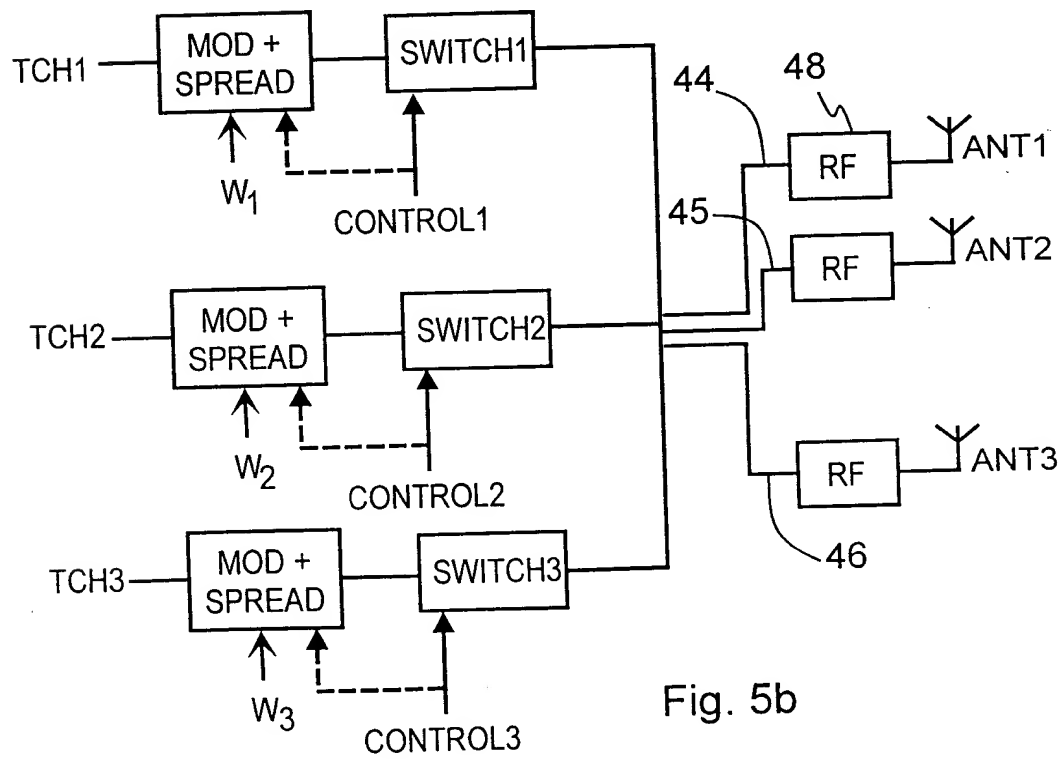 TCH1
MOD +
SPREAD
SWITCH1
W1
CONTROL1
44
48
RF
ANT1
45
RF
ANT2
TCH2
MOD +
SPREAD
SWITCH2
W2
CONTROL2
RF
ANT3
46
TCH3
MOD +
SPREAD
SWITCH3
W3
CONTROL3
Fig. 5b